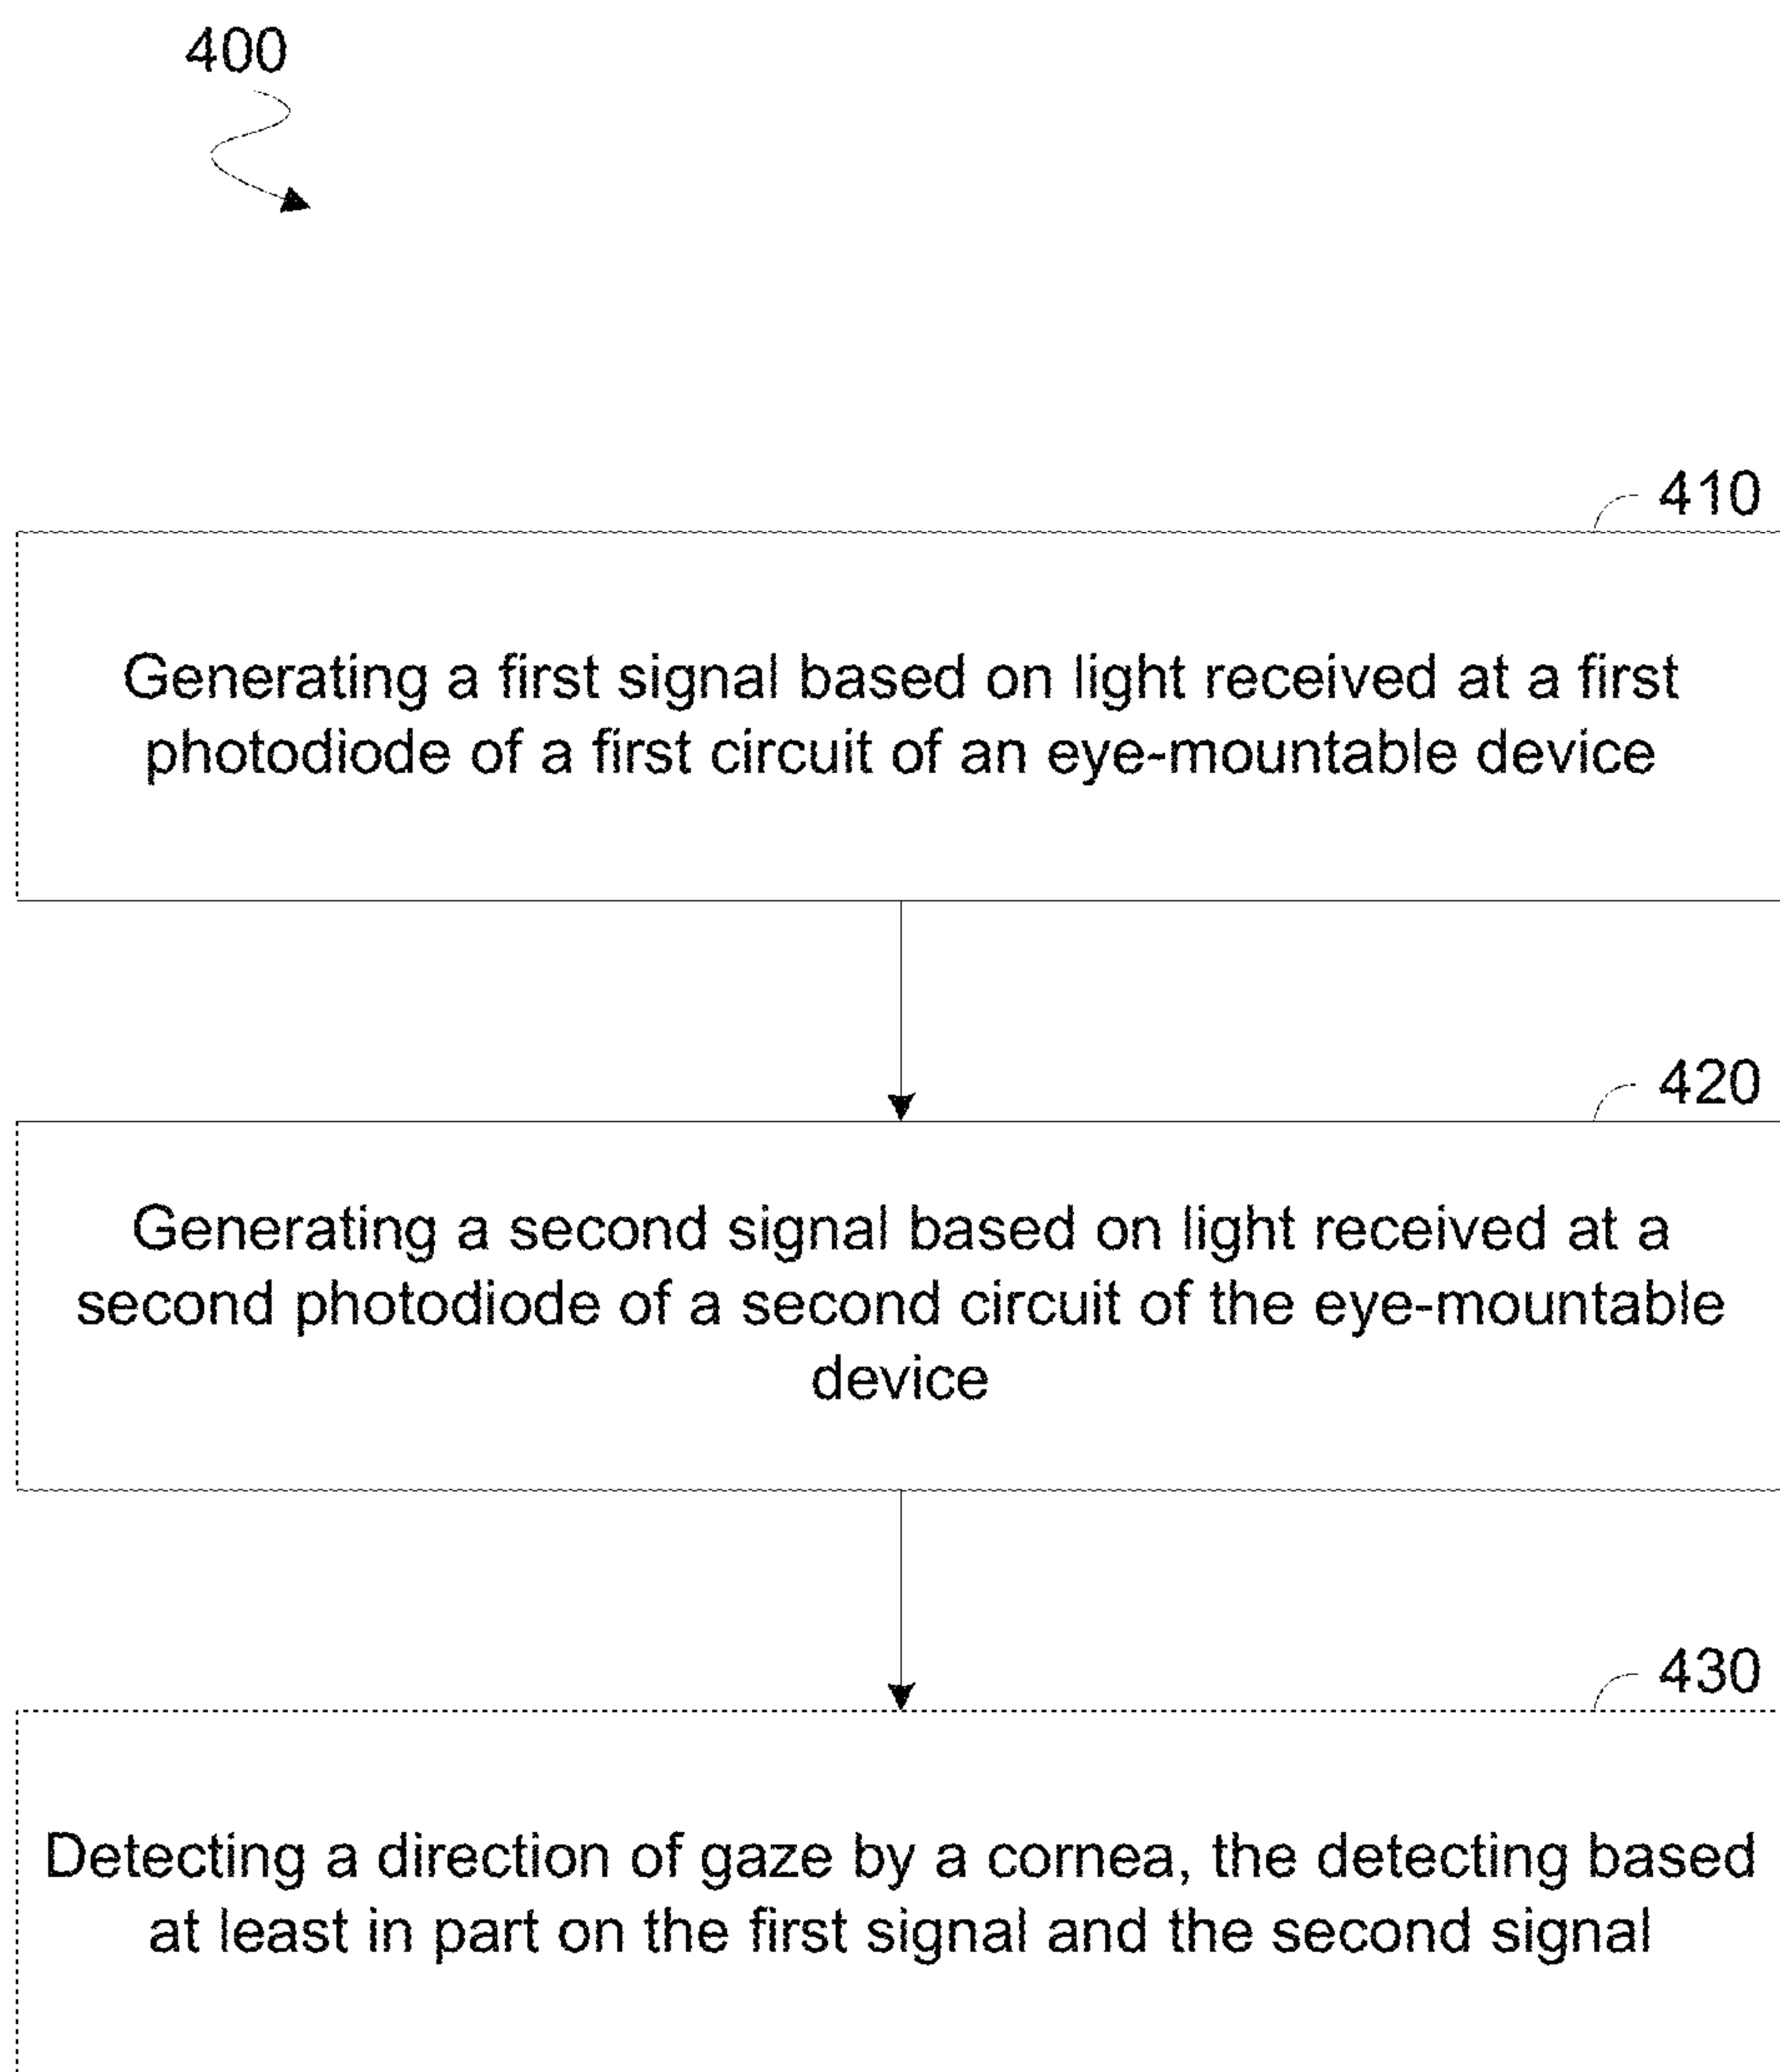 400
410
Generating a first signal based on light received at a first
photodiode of a first circuit of an eye-mountable device
420
Generating a second signal based on light received at a
second photodiode of a second circuit of the eye-mountable
device
430
Detecting a direction of gaze by a cornea, the detecting based
at least in part on the first signal and the second signal